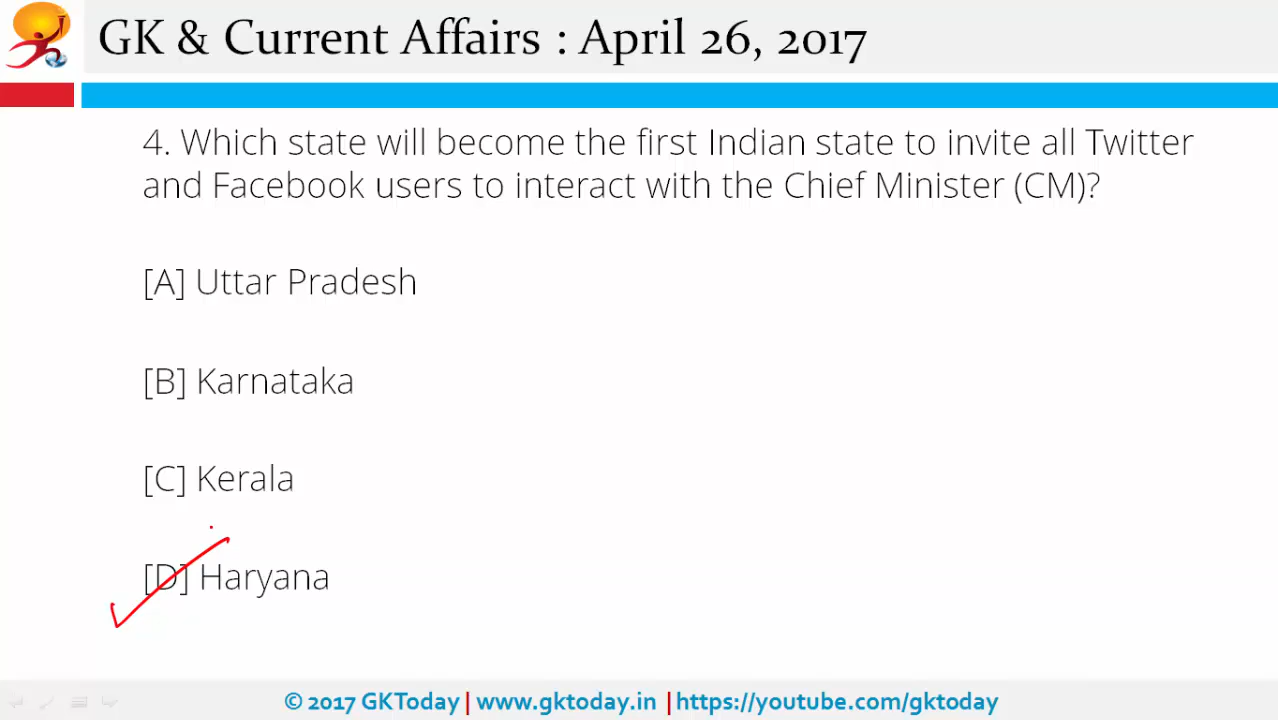 GK & Current Affairs : April 26, 2017
4. Which state will become the first Indian state to invite all Twitter
and Facebook users to interact with the Chief Minister (CM)?
[A] Uttar Pradesh
[B] Karnataka
[C] Kerala
[D] Haryana
© 2017 GKToday | www.gktoday.in | https://youtube.com/gktoday